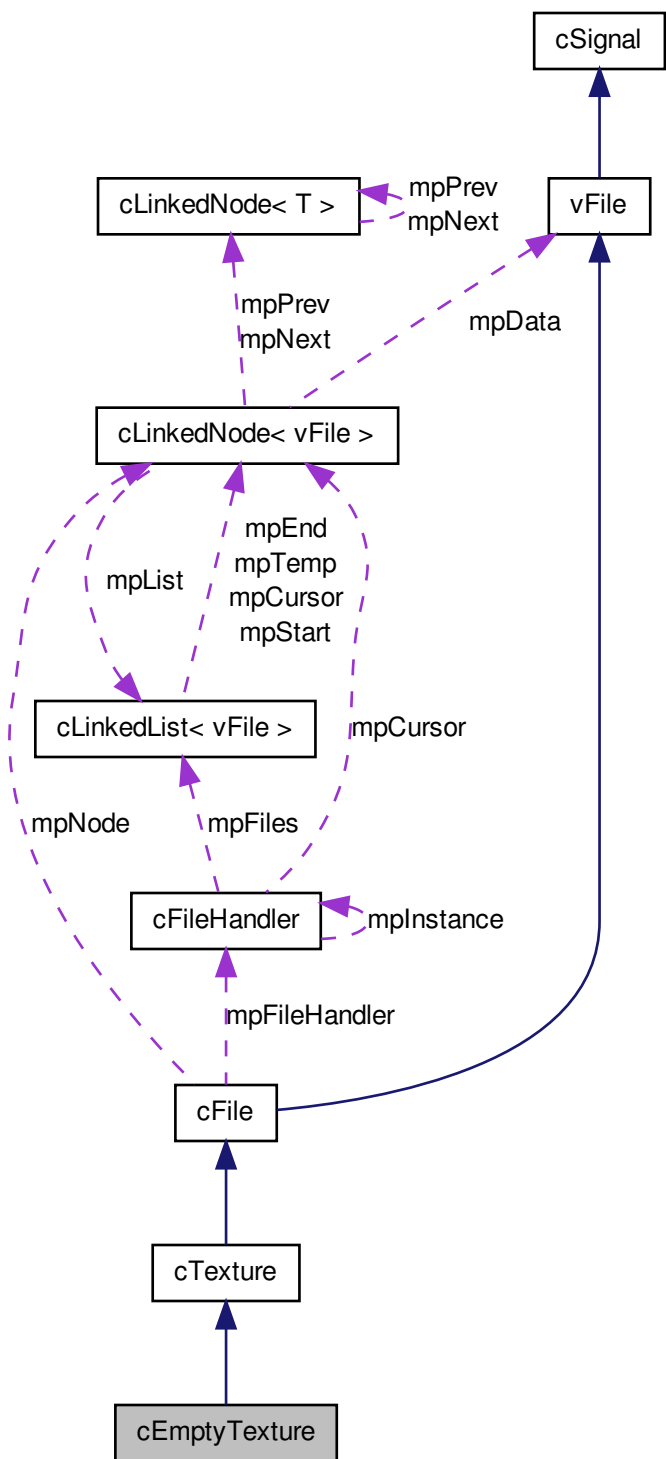 cSignal
cLinkedNode< T >
mpPrev
mpNext
vFile
mpPrev
mpNext
mpData
cLinkedNode< vFile >
mpEnd
mpTemp
mpCursor
mpStart
mpList
cLinkedList< vFile >
mpCursor
mpNode
mpFiles
cFileHandler
mpInstance
mpFileHandler
cFile
cTexture
cEmptyTexture